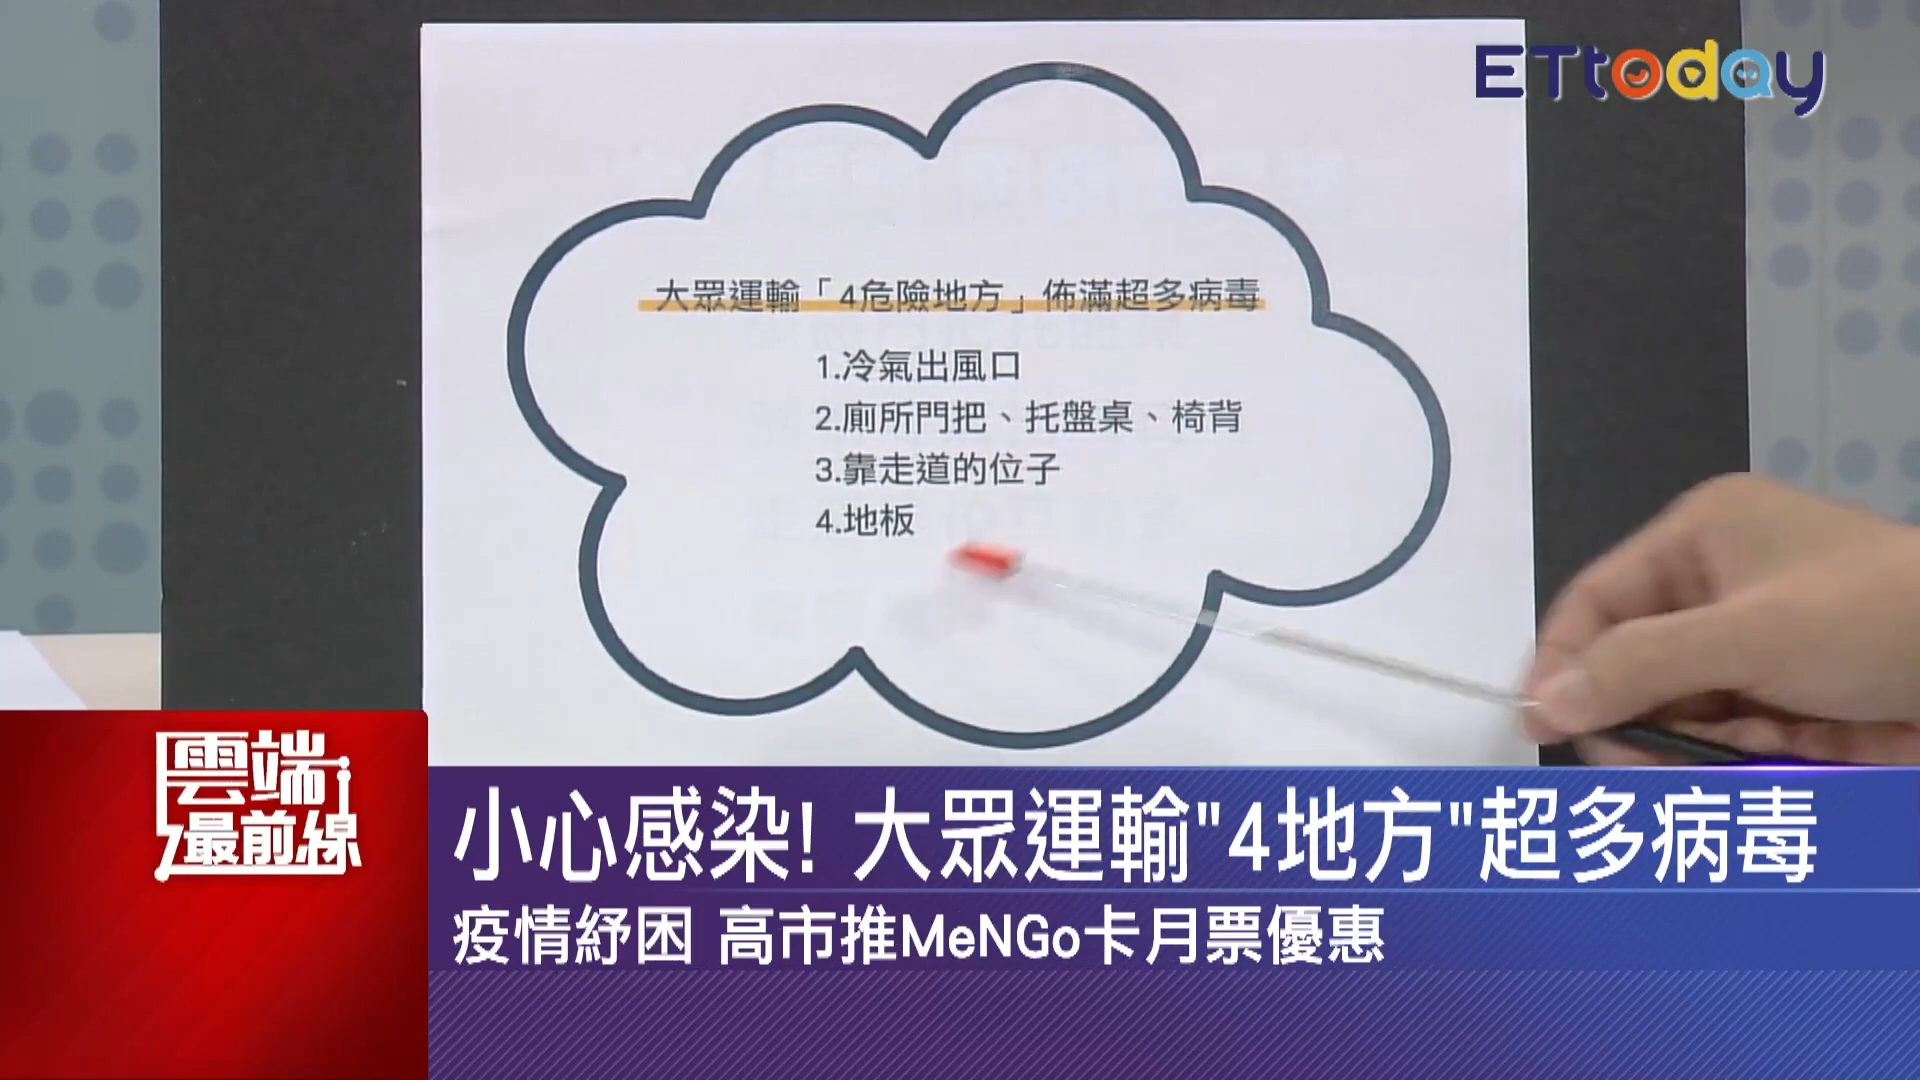 ETtoday
大眾運輸「4危險地方」佈滿超多病毒
1.冷氣出風口
2.廁所門把、托盤桌、椅背
3.靠走道的位子
4.地板
雲端
最前線
小心感染! 大眾運輸"4地方"超多病毒
疫情紓困 高市推MeNGo卡月票優惠